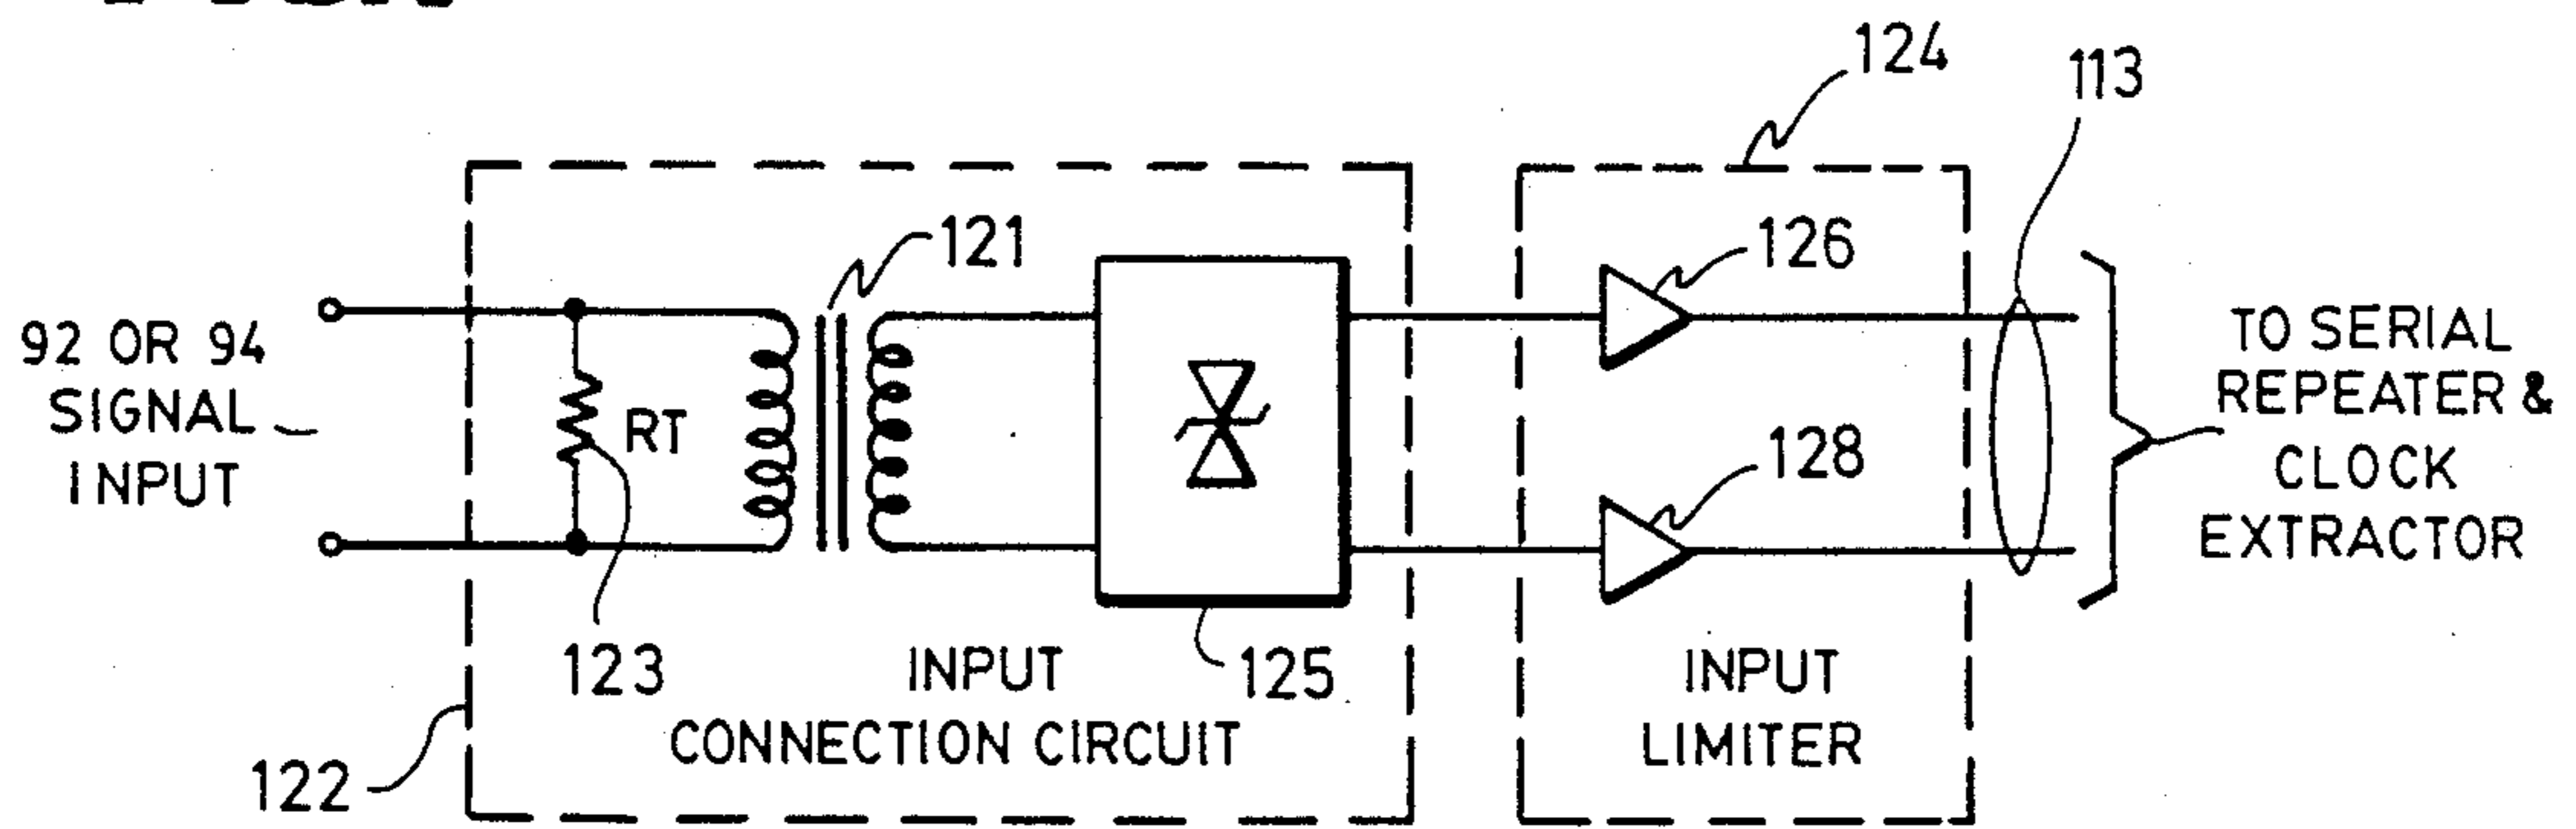 124
113
121
126
92 OR 94
SIGNAL
INPUT
RT
128
TO SERIAL
REPEATER &
CLOCK
EXTRACTOR
123
125
122
INPUT
CONNECTION CIRCUIT
INPUT
LIMITER